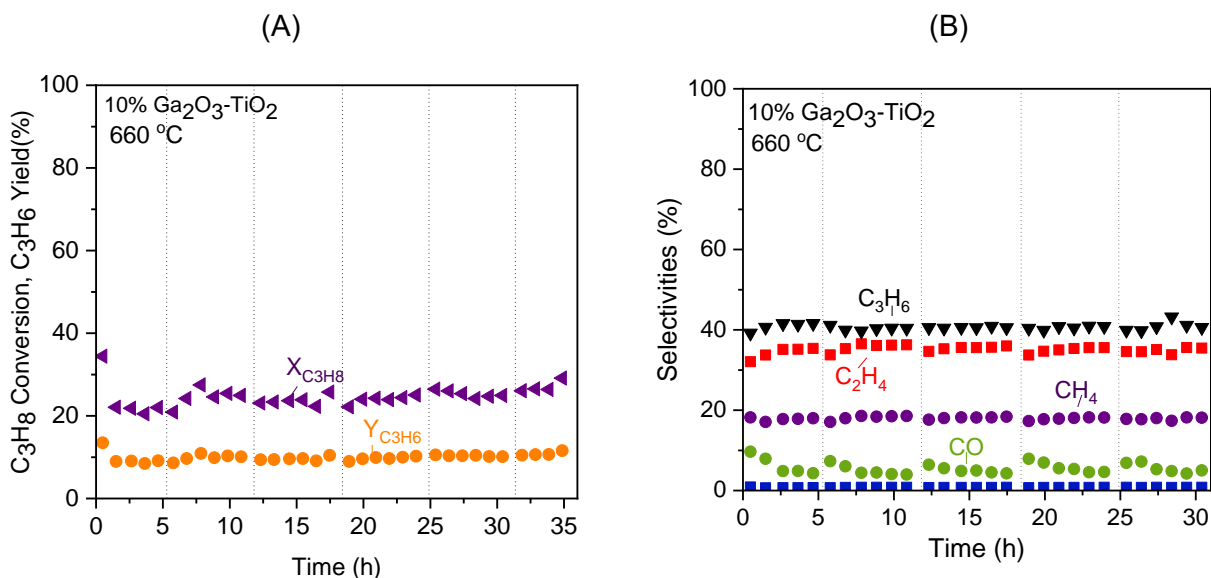 (A)
C3H8 Conversion, C3H6 Yield(%)
100
80
60
40
20
0
10% Ga2O3-TiO2
660 oC
XC3H8
YC3H6
0 5 10 15 20 25 30 35
Time (h)
(B)
Selectivities (%)
100
80
60
40
20
0
10% Ga2O3-TiO2
660 oC
C3H6
C2H4
CH4
CO
0 5 10 15 20 25 30
Time (h)